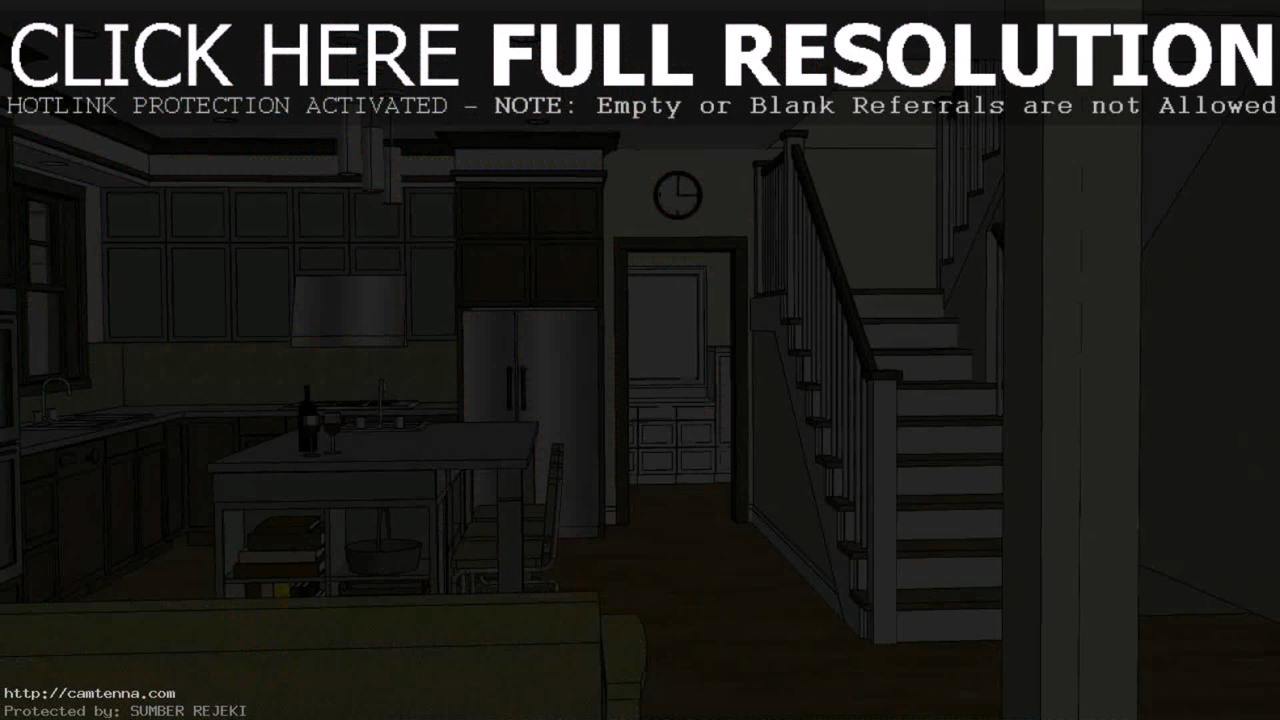 CLICK HERE FULL RESOLUTION
HOTLINK PROTECTION ACTIVATED – NOTE: Empty or Blank Referrals are not Allowed
http://camtenna.com
Protected by: SUMBER REJEKI